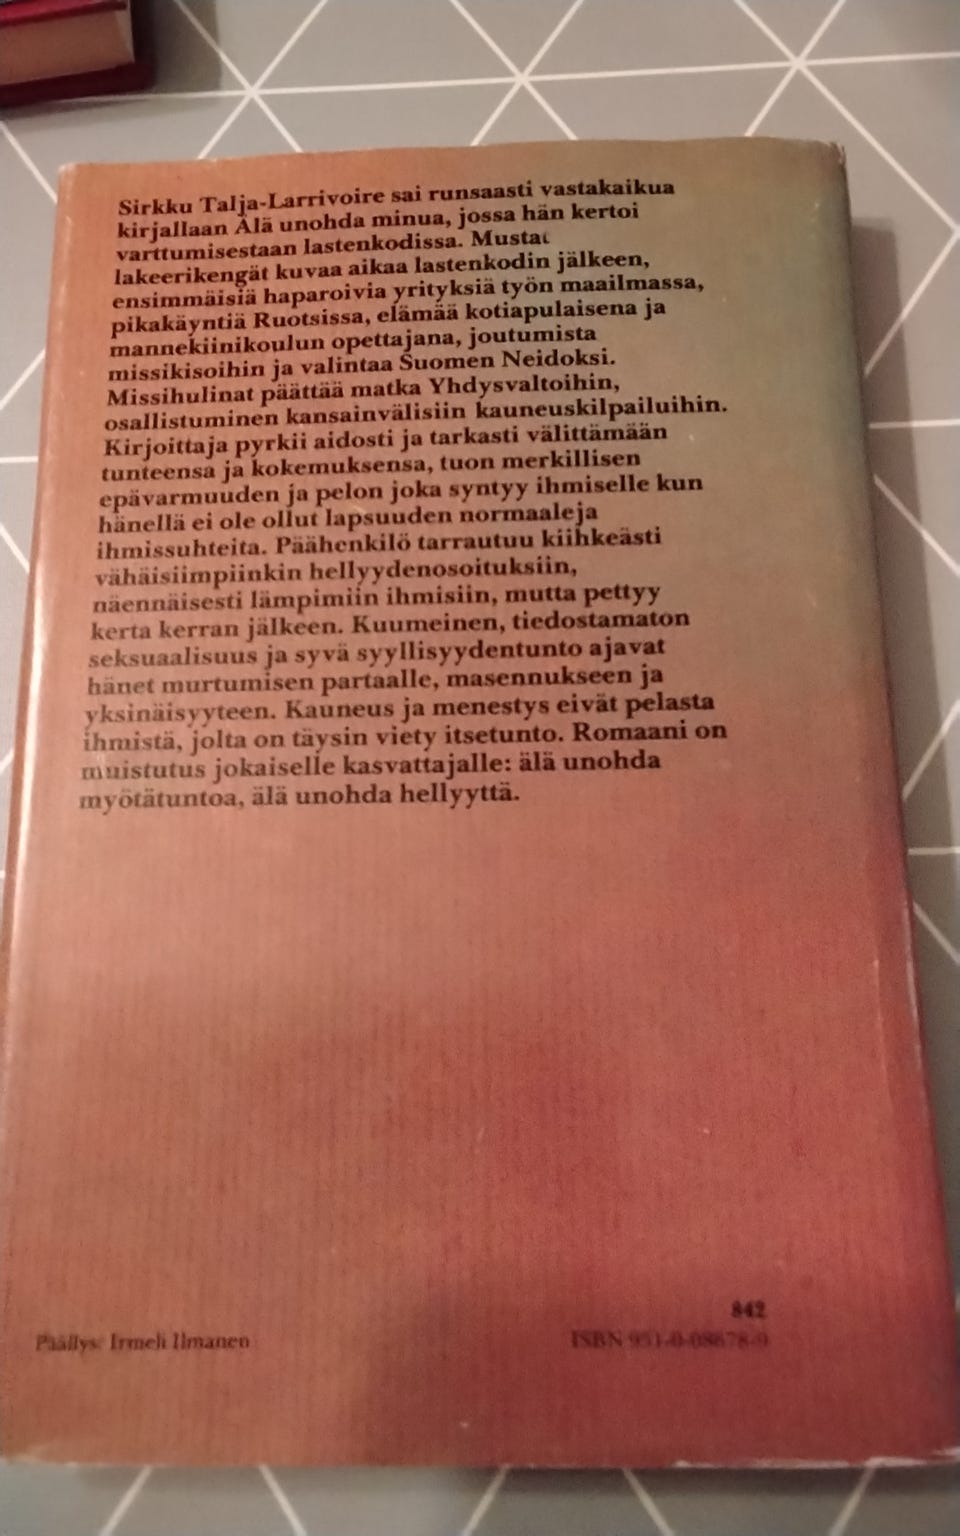 Sirkku Talja-Larrivoire sai runsaasti vastakaikua
kirjallaan Älä unohda minua, jossa hän kertoi
varttumisestaan lastenkodissa. Mustat
lakeerikengät kuvaa aikaa lastenkodin jälkeen,
ensimmäisiä haparoivia yrityksiä työn maailmassa,
pikakäyntiä Ruotsissa, elämää kotiapulaisena ja
mannekiinikoulun opettajana, joutumista
missikisoihin ja valintaa Suomen Neidoksi.
Missihulinat päättää matka Yhdysvaltoihin,
osallistuminen kansainvälisiin kauneuskilpailuihin.
Kirjoittaja pyrkii aidosti ja tarkasti välittämään
tunteensa ja kokemuksensa, tuon merkillisen
epävarmuuden ja pelon joka syntyy ihmiselle kun
hänellä ei ole ollut lapsuuden normaaleja
ihmissuhteita. Päähenkilö tarrautuu kiihkeästi
vähäisiimpiinkin hellyydenosoituksiin,
näennäisesti lämpimiin ihmisiin, mutta pettyy
kerta kerran jälkeen. Kuumeinen, tiedostamaton
seksuaalisuus ja syvä syyllisyydentunto ajavat
hänet murtumisen partaalle, masennukseen ja
yksinäisyyteen. Kauneus ja menestys eivät pelasta
ihmistä, jolta on täysin viety itsetunto. Romaani on
muistutus jokaiselle kasvattajalle: älä unohda
myötätuntoa, älä unohda hellyyttä.
842
Päällys: Irmeli Ilmanen
ISBN 951-0-08678-9